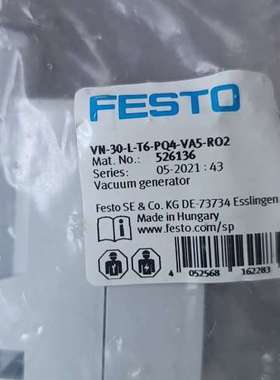 FESTO
VN-30-L-T6-PQ4-VA5-RO2
Mat. No.: 526136
Series: 05-2021 : 43
Vacuum generator
Festo SE & Co. KG DE-73734 Esslingen
Made in Hungary
www.festo.com/sp
4 052568 162283